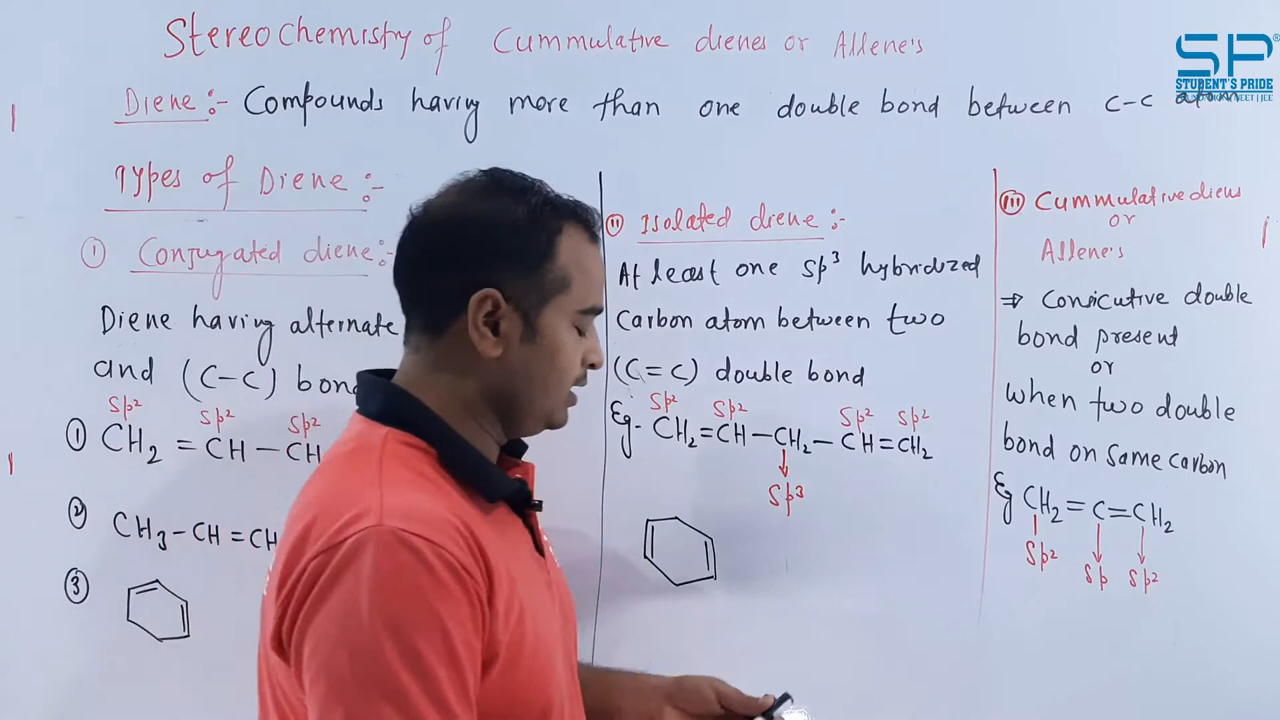 Stereochemistry of Cummulative dienes or Allene's
SP®
STUDENT'S PRIDE
Diene :- Compounds having more than one double bond between C-C atom
Types of Diene :-
① Conjugated diene :-
Diene having alternate
and (C-C) bond
Sp² Sp² Sp²
① CH₂ = CH - CH
② CH₃-CH=CH
③
(ii) Isolated diene :-
At least one Sp³ hybridized
Carbon atom between two
(C=C) double bond
Sp² Sp² Sp² Sp²
Eg- CH₂=CH-CH₂-CH=CH₂
Sp³
(iii) Cummulative diens
or
Allene's
⇒ Conicutive double
bond present
or
when two double
bond on same carbon
Eg CH₂=C=CH₂
Sp² Sp Sp²